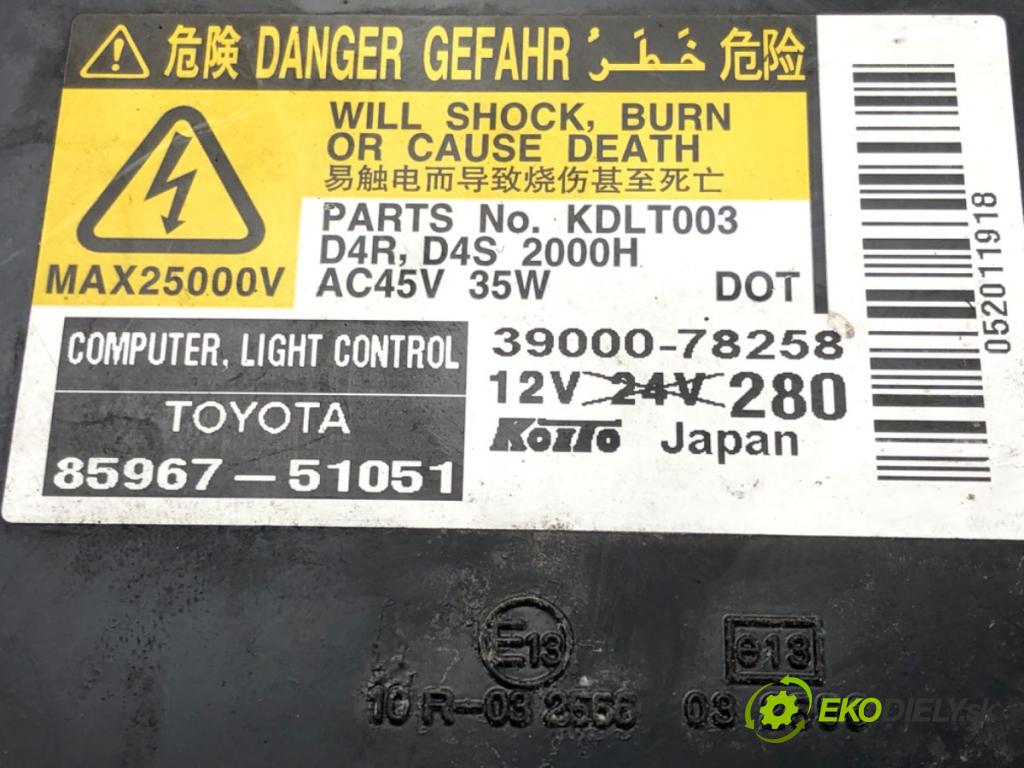 危険 DANGER GEFAHR خَطَرٌ 危险
WILL SHOCK, BURN
OR CAUSE DEATH
易触电而导致烧伤甚至死亡
MAX25000V
PARTS No. KDLT003
D4R, D4S 2000H
AC45V 35W DOT
COMPUTER, LIGHT CONTROL
TOYOTA
85967-51051
39000-78258
12V 24V 280
KOITO Japan
052011918
E13
10 R-03 2556
e13
03
EKODIELY.sk